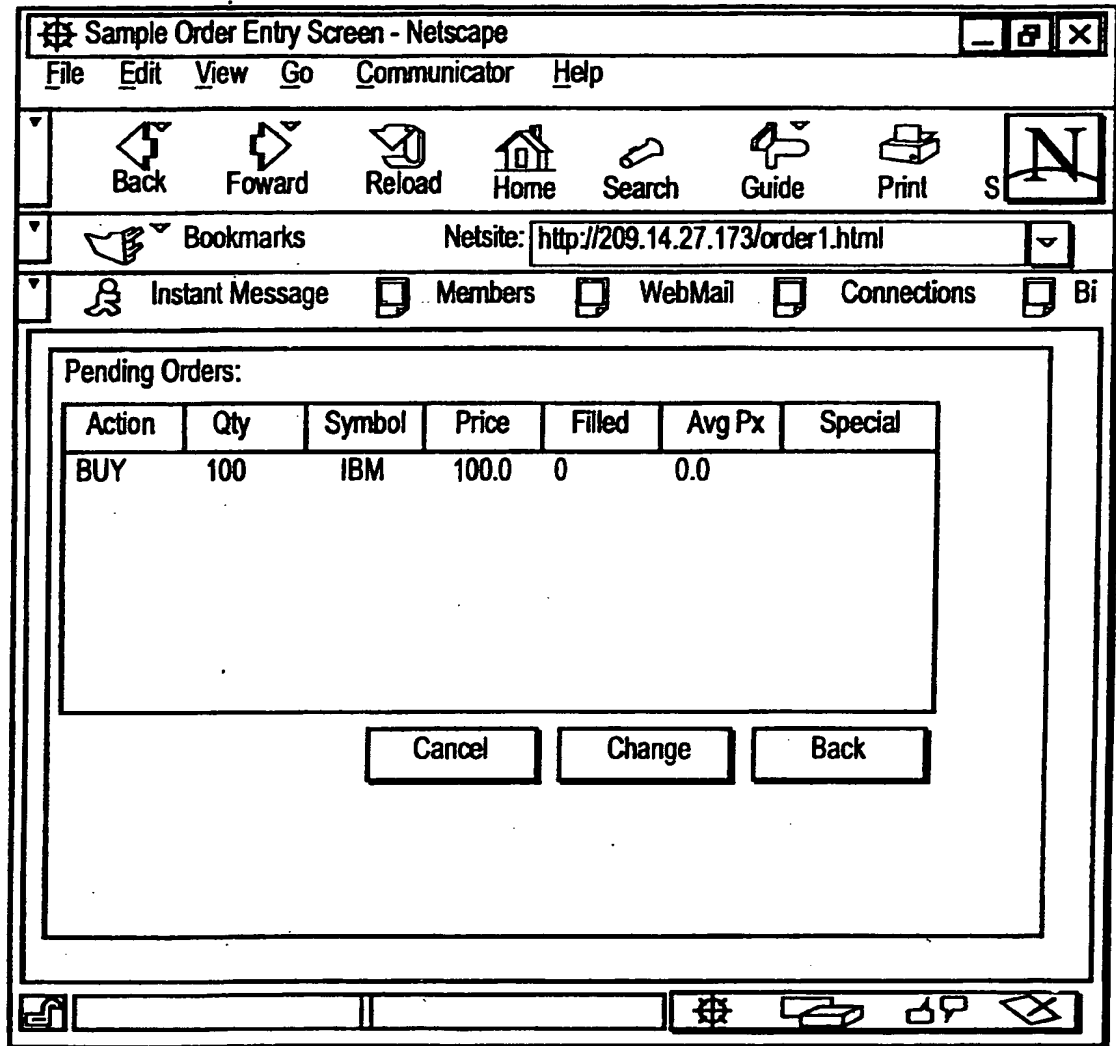 Sample Order Entry Screen - Netscape
File Edit View Go Communicator Help
Back Foward Reload Home Search Guide Print S N
Bookmarks Netsite: http://209.14.27.173/order1.html
Instant Message Members WebMail Connections Bi
Pending Orders:
Action Qty Symbol Price Filled Avg Px Special
BUY 100 IBM 100.0 0 0.0
Cancel Change Back